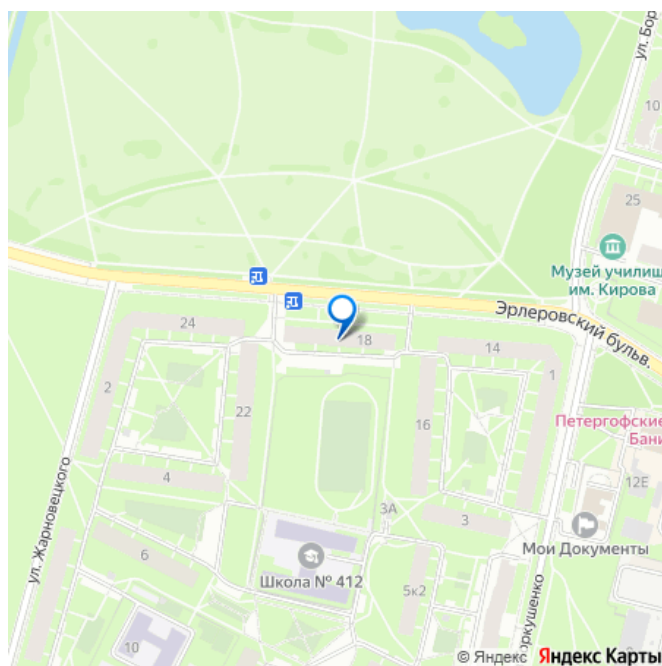 ул. Бор
10
25
Музей училищ
им. Кирова
Эрлеровский бульв.
24
18
14
2
1
22
16
Петергофские
Бани
4
12Е
3А
3
Мои Документы
ул. Жарновецкого
6
Школа № 412
5к2
10
оркушенко
© Яндекс Яндекс Карты